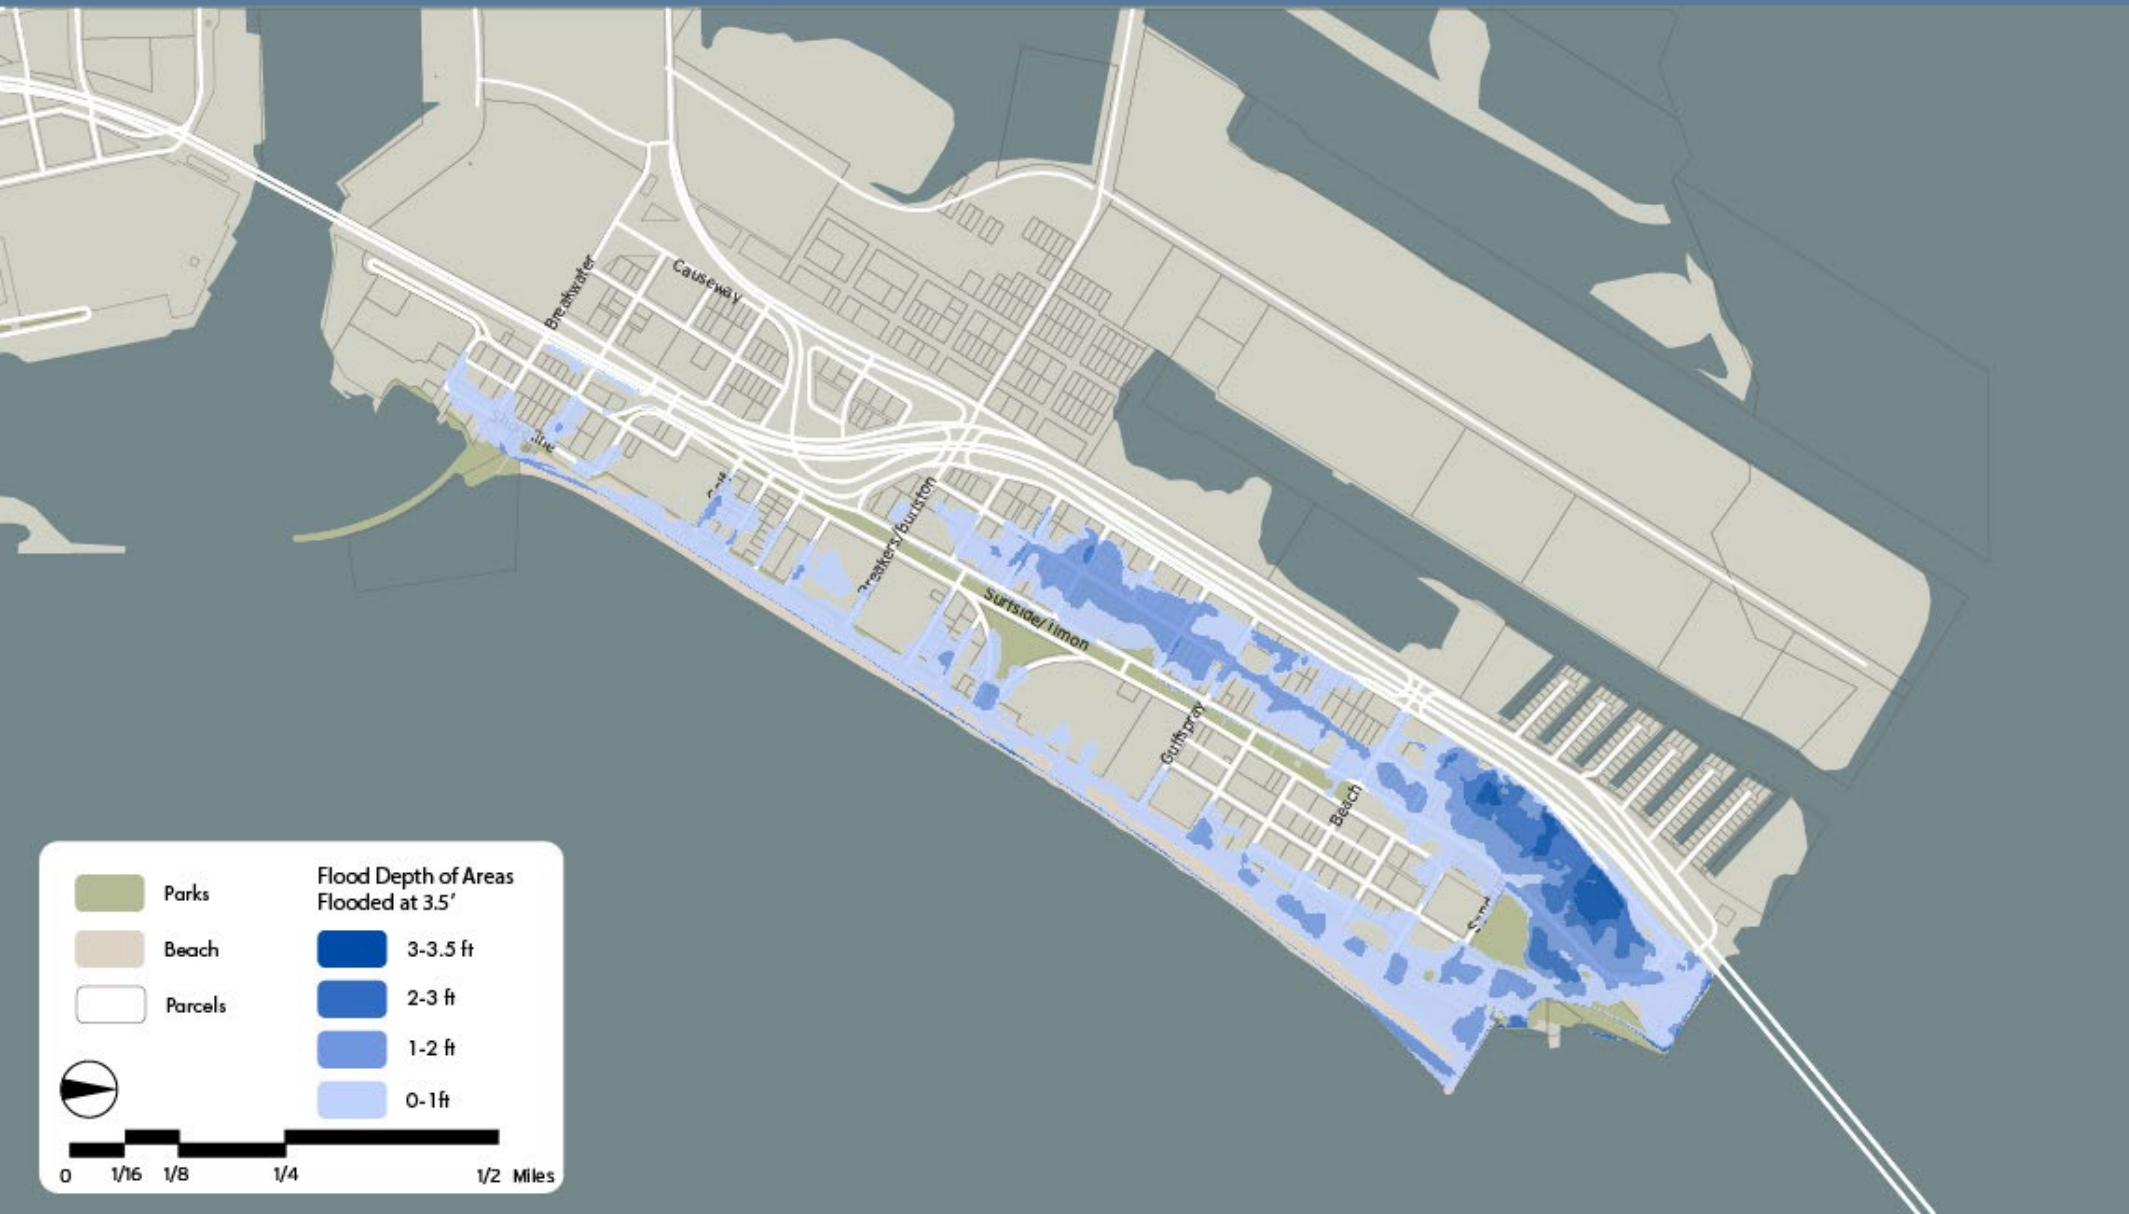 Causeway
Breakwater
Breakers/Burlston
Surfside/Timon
Gulfspray
Beach
Parks
Beach
Parcels
Flood Depth of Areas
Flooded at 3.5'
3-3.5 ft
2-3 ft
1-2 ft
0-1ft
0 1/16 1/8 1/4 1/2 Miles